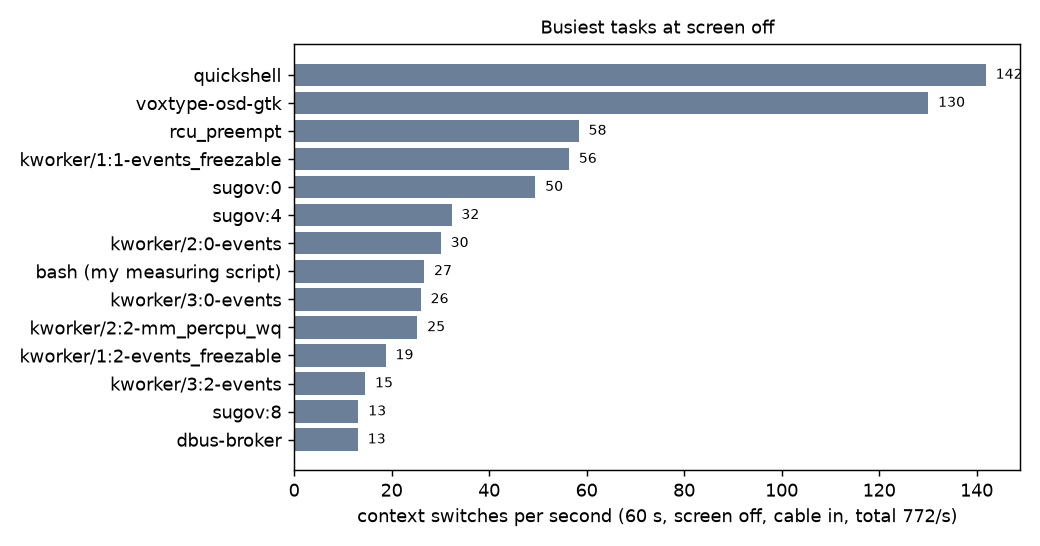 Busiest tasks at screen off
quickshell 142
voxtype-osd-gtk 130
rcu_preempt 58
kworker/1:1-events_freezable 56
sugov:0 50
sugov:4 32
kworker/2:0-events 30
bash (my measuring script) 27
kworker/3:0-events 26
kworker/2:2-mm_percpu_wq 25
kworker/1:2-events_freezable 19
kworker/3:2-events 15
sugov:8 13
dbus-broker 13
0 20 40 60 80 100 120 140
context switches per second (60 s, screen off, cable in, total 772/s)